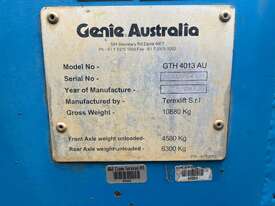 Genie Australia
Model No - GTH 4013 AU
Serial No -
Year of Manufacture -
Manufactured by - Terexlift S.r.l
Gross Weight - 10880 Kg
Front Axle weight unloaded- 4580 Kg
Rear Axle weight unloaded- 6300 Kg